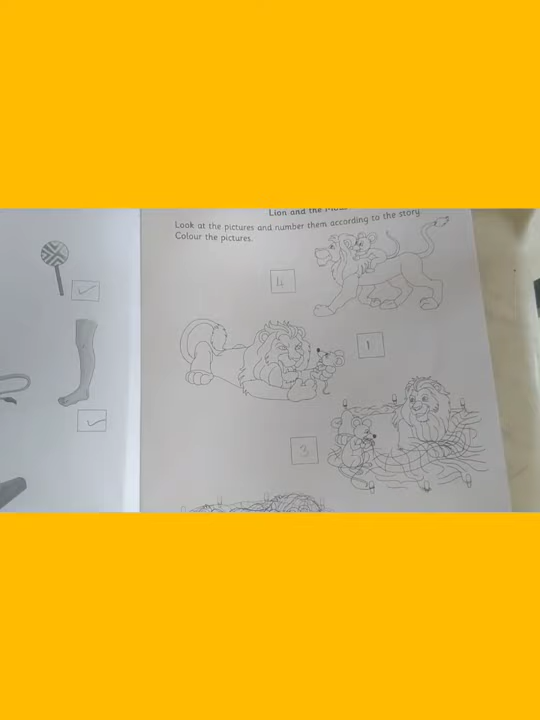 Lion and the
Look at the pictures and number them according to the story
Colour the pictures.
4
1
3